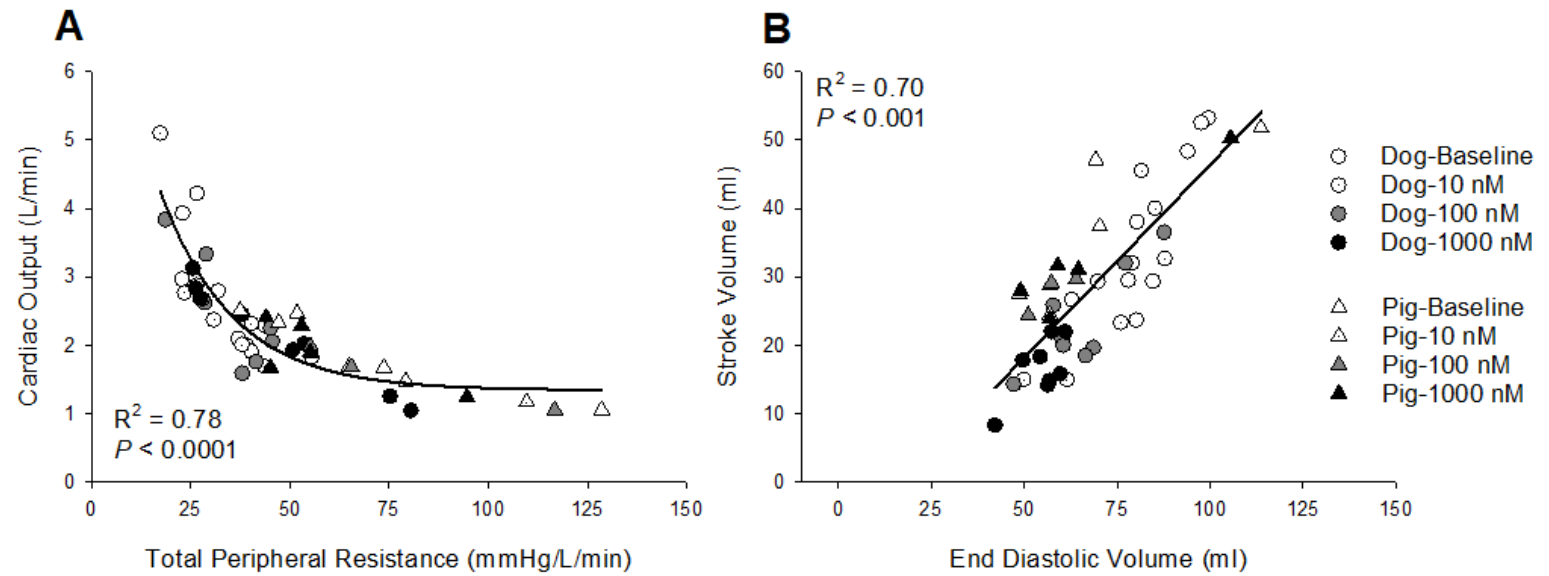 A
Cardiac Output (L/min)
6
5
4
3
2
1
0
R² = 0.78
P < 0.0001
0 25 50 75 100 125 150
Total Peripheral Resistance (mmHg/L/min)
B
Stroke Volume (ml)
60
50
40
30
20
10
0
R² = 0.70
P < 0.001
0 25 50 75 100 125 150
End Diastolic Volume (ml)
Dog-Baseline
Dog-10 nM
Dog-100 nM
Dog-1000 nM
Pig-Baseline
Pig-10 nM
Pig-100 nM
Pig-1000 nM